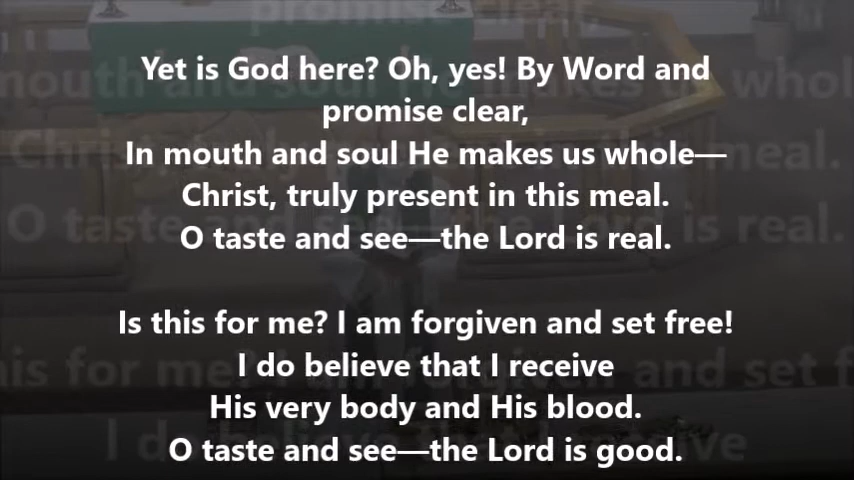 Yet is God here? Oh, yes! By Word and
promise clear,
In mouth and soul He makes us whole—
Christ, truly present in this meal.
O taste and see—the Lord is real.
Is this for me? I am forgiven and set free!
I do believe that I receive
His very body and His blood.
O taste and see—the Lord is good.